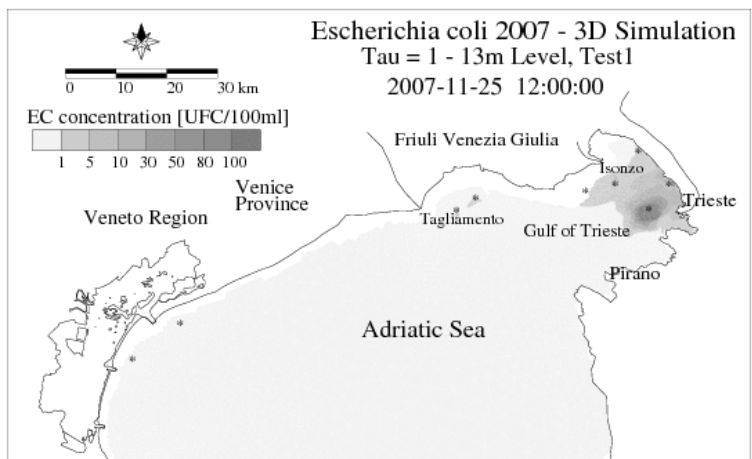 Escherichia coli 2007 - 3D Simulation
Tau = 1 - 13m Level, Test1
2007-11-25 12:00:00
0 10 20 30 km
EC concentration [UFC/100ml]
1 5 10 30 50 80 100
Friuli Venezia Giulia
Isonzo
Venice
Province
Trieste
Veneto Region
Tagliamento
Gulf of Trieste
Pirano
Adriatic Sea